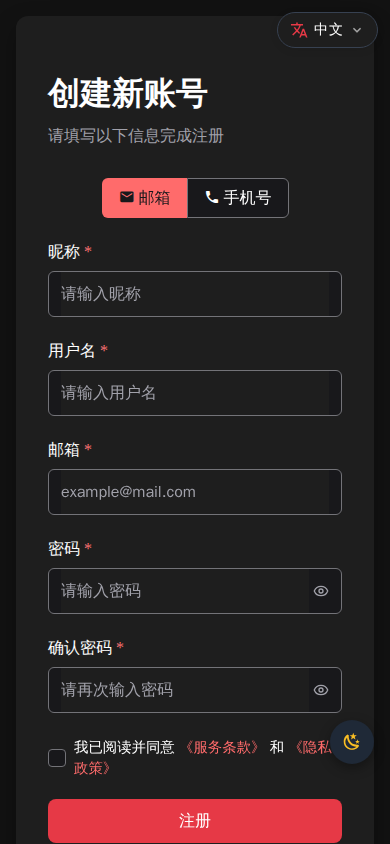 中文
创建新账号
请填写以下信息完成注册
邮箱 手机号
昵称 *
请输入昵称
用户名 *
请输入用户名
邮箱 *
example@mail.com
密码 *
请输入密码
确认密码 *
请再次输入密码
我已阅读并同意 《服务条款》 和 《隐私
政策》
注册